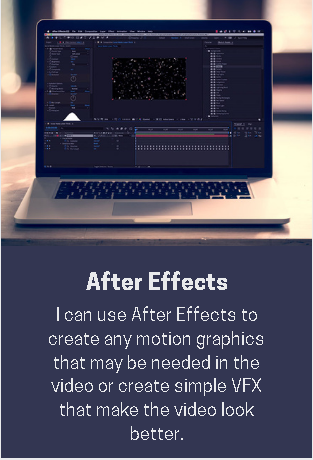 After Effects
I can use After Effects to
create any motion graphics
that may be needed in the
video or create simple VFX
that make the video look
better.